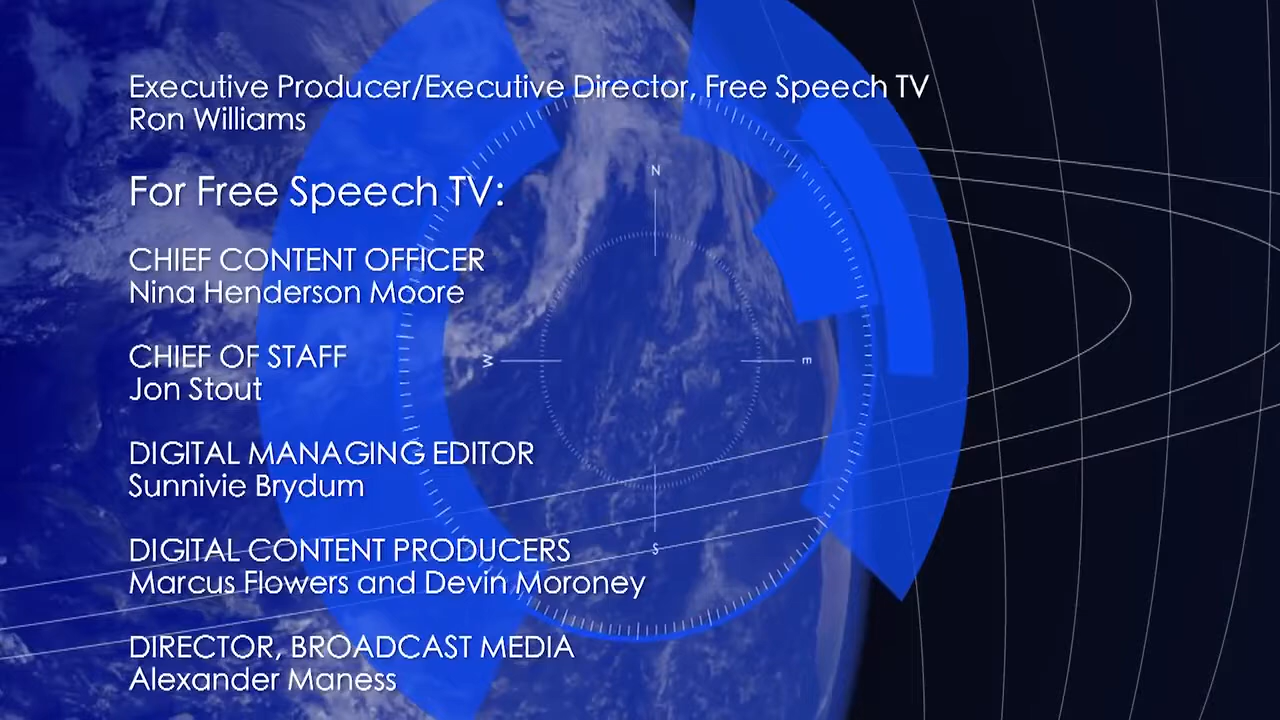 Executive Producer/Executive Director, Free Speech TV
Ron Williams
For Free Speech TV:
CHIEF CONTENT OFFICER
Nina Henderson Moore
CHIEF OF STAFF
Jon Stout
DIGITAL MANAGING EDITOR
Sunnivie Brydum
DIGITAL CONTENT PRODUCERS
Marcus Flowers and Devin Moroney
DIRECTOR, BROADCAST MEDIA
Alexander Maness
N
W
E
S